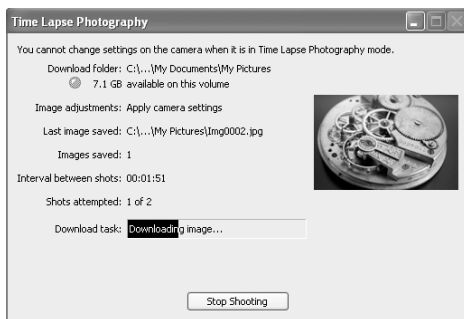 Time Lapse Photography
You cannot change settings on the camera when it is in Time Lapse Photography mode.
Download folder: C:\...\My Documents\My Pictures
7.1 GB available on this volume
Image adjustments: Apply camera settings
Last image saved: C:\...\My Pictures\Img0002.jpg
Images saved: 1
Interval between shots: 00:01:51
Shots attempted: 1 of 2
Download task: Downloading image...
Stop Shooting